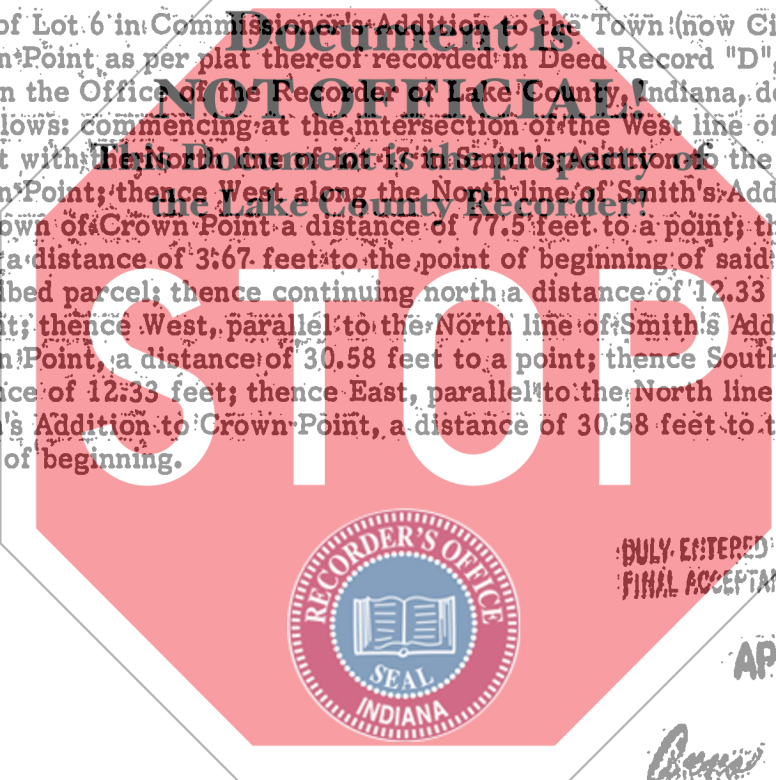 of Lot 6 in Commissioner's Addition to the Town (now Ci
Document is
n Point as per plat thereof recorded in Deed Record "D",
n the Office of the Recorder of Lake County, Indiana, de
NOT OFFICIAL!
lows: commencing at the intersection of the West line of
t with the North line of Lot 17 in Smith's Addition to the
This Document is the property of
n Point; thence West along the North line of Smith's Add
the Lake County Recorder!
own of Crown Point a distance of 77.5 feet to a point; th
a distance of 3.67 feet to the point of beginning of said
bed parcel; thence continuing north a distance of 12.33
t; thence West, parallel to the North line of Smith's Add
n Point, a distance of 30.58 feet to a point; thence South
nce of 12.33 feet; thence East, parallel to the North line
's Addition to Crown Point, a distance of 30.58 feet to t
of beginning.
STOP
RECORDER'S OFFICE
SEAL
INDIANA
DULY ENTERED
FINAL ACCEPTAN
AP